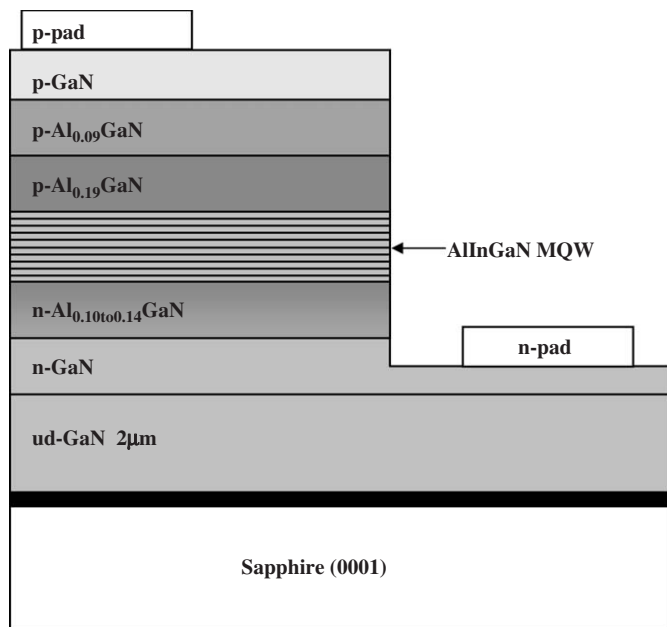 p-pad
p-GaN
p-Al₀.₀₉GaN
p-Al₀.₁₉GaN
AlInGaN MQW
n-Al₀.₁₀ₜₒ₀.₁₄GaN
n-pad
n-GaN
ud-GaN 2μm
Sapphire (0001)